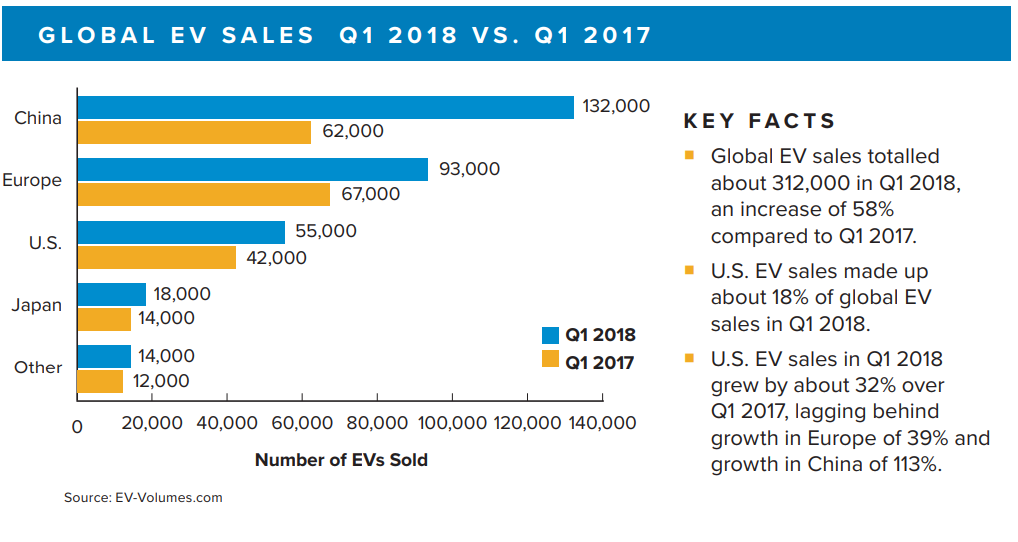 GLOBAL EV SALES Q1 2018 VS. Q1 2017
China
132,000
62,000
Europe
93,000
67,000
U.S.
55,000
42,000
Japan
18,000
14,000
Other
14,000
12,000
Q1 2018
Q1 2017
0 20,000 40,000 60,000 80,000 100,000 120,000 140,000
Number of EVs Sold
Source: EV-Volumes.com
KEY FACTS
Global EV sales totalled
about 312,000 in Q1 2018,
an increase of 58%
compared to Q1 2017.
U.S. EV sales made up
about 18% of global EV
sales in Q1 2018.
U.S. EV sales in Q1 2018
grew by about 32% over
Q1 2017, lagging behind
growth in Europe of 39% and
growth in China of 113%.